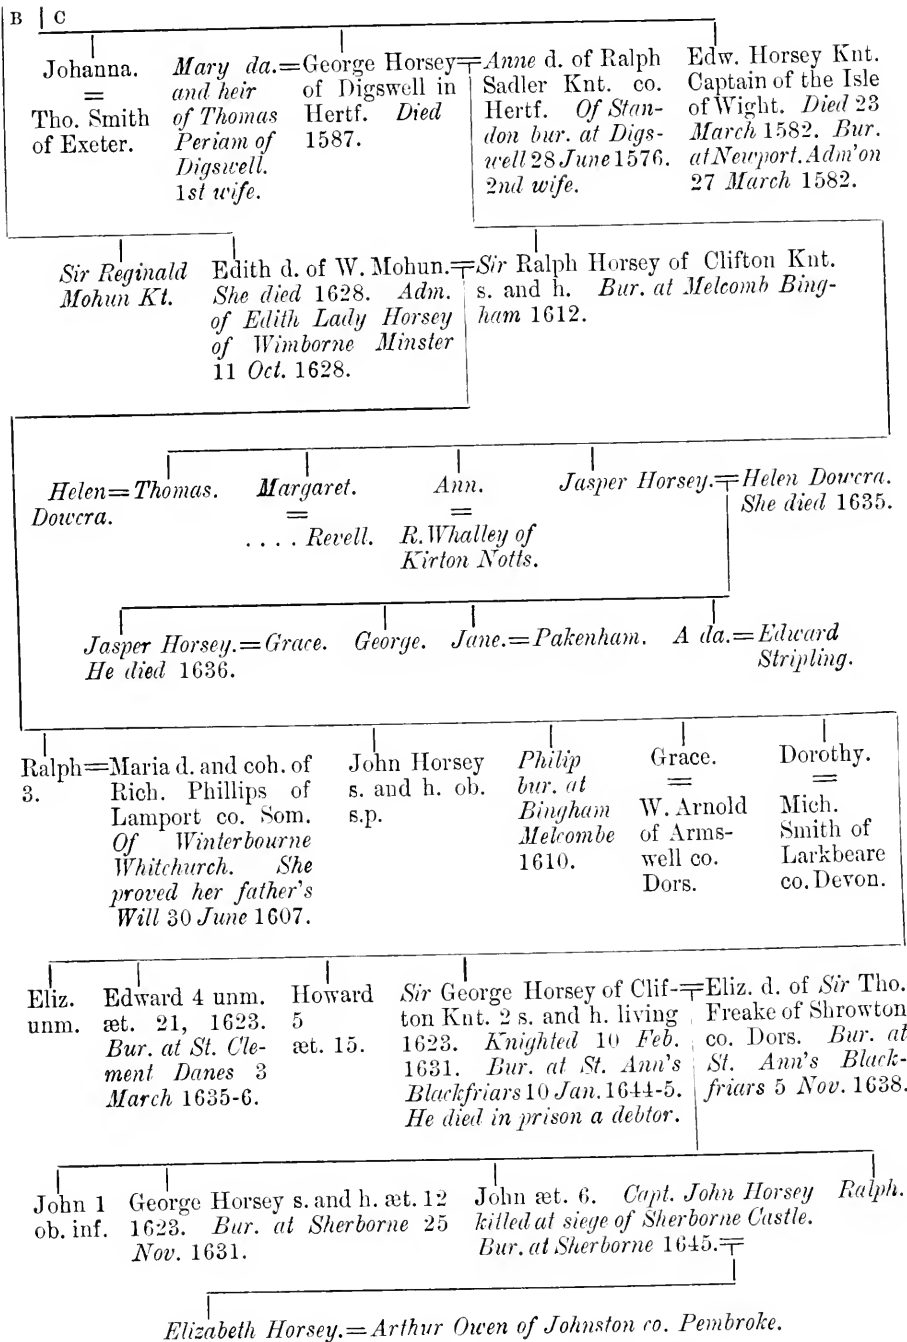 B | C
Johanna.
=
Tho. Smith
of Exeter.
Mary da.=
and heir
of Thomas
Periam of
Digswell.
1st wife.
George Horsey=
of Digswell in
Hertf. Died
1587.
Anne d. of Ralph
Sadler Knt. co.
Hertf. Of Stan-
don bur. at Digs-
well 28 June 1576.
2nd wife.
Edw. Horsey Knt.
Captain of the Isle
of Wight. Died 23
March 1582. Bur.
at Newport. Adm'on
27 March 1582.
Sir Reginald
Mohun Kt.
Edith d. of W. Mohun.=
She died 1628. Adm.
of Edith Lady Horsey
of Wimborne Minster
11 Oct. 1628.
Sir Ralph Horsey of Clifton Knt.
s. and h. Bur. at Melcomb Bing-
ham 1612.
Helen=Thomas.
Dowcra.
Margaret.
=
. . . . Revell.
Ann.
=
R. Whalley of
Kirton Notts.
Jasper Horsey.=Helen Dowcra.
She died 1635.
Jasper Horsey.=Grace.
He died 1636.
George.
Jane.=Pakenham.
A da.=Edward
Stripling.
Ralph=
3.
Maria d. and coh. of
Rich. Phillips of
Lamport co. Som.
Of Winterbourne
Whitchurch. She
proved her father's
Will 30 June 1607.
John Horsey
s. and h. ob.
s.p.
Philip
bur. at
Bingham
Melcombe
1610.
Grace.
=
W. Arnold
of Arms-
well co.
Dors.
Dorothy.
=
Mich.
Smith of
Larkbeare
co. Devon.
Eliz.
unm.
Edward 4 unm.
æt. 21, 1623.
Bur. at St. Cle-
ment Danes 3
March 1635-6.
Howard
5
æt. 15.
Sir George Horsey of Clif-=
ton Knt. 2 s. and h. living
1623. Knighted 10 Feb.
1631. Bur. at St. Ann's
Blackfriars 10 Jan. 1644-5.
He died in prison a debtor.
Eliz. d. of Sir Tho.
Freake of Shrowton
co. Dors. Bur. at
St. Ann's Black-
friars 5 Nov. 1638.
John 1
ob. inf.
George Horsey s. and h. æt. 12
1623. Bur. at Sherborne 25
Nov. 1631.
John æt. 6. Capt. John Horsey
killed at siege of Sherborne Castle.
Bur. at Sherborne 1645.=
Ralph.
Elizabeth Horsey.=Arthur Owen of Johnston co. Pembroke.